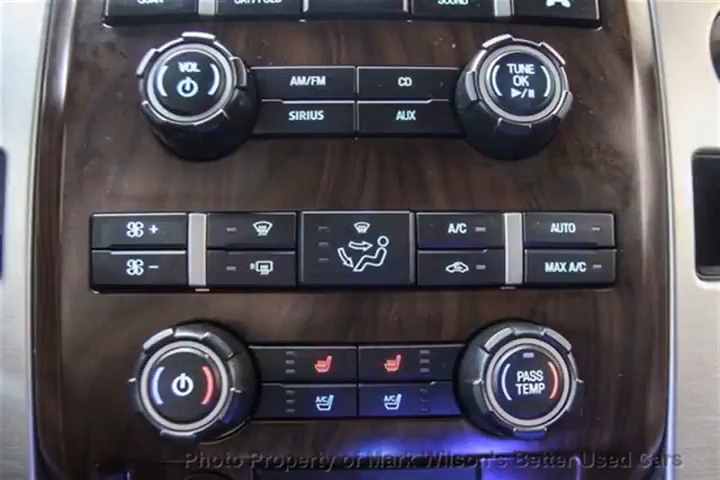 SOUND
VOL
AM/FM
CD
TUNE
OK
SIRIUS
AUX
+
A/C
AUTO
-
R
MAX A/C
PASS
TEMP
A/C
A/C
Photo Property of Mark Wilson's Better Used Cars